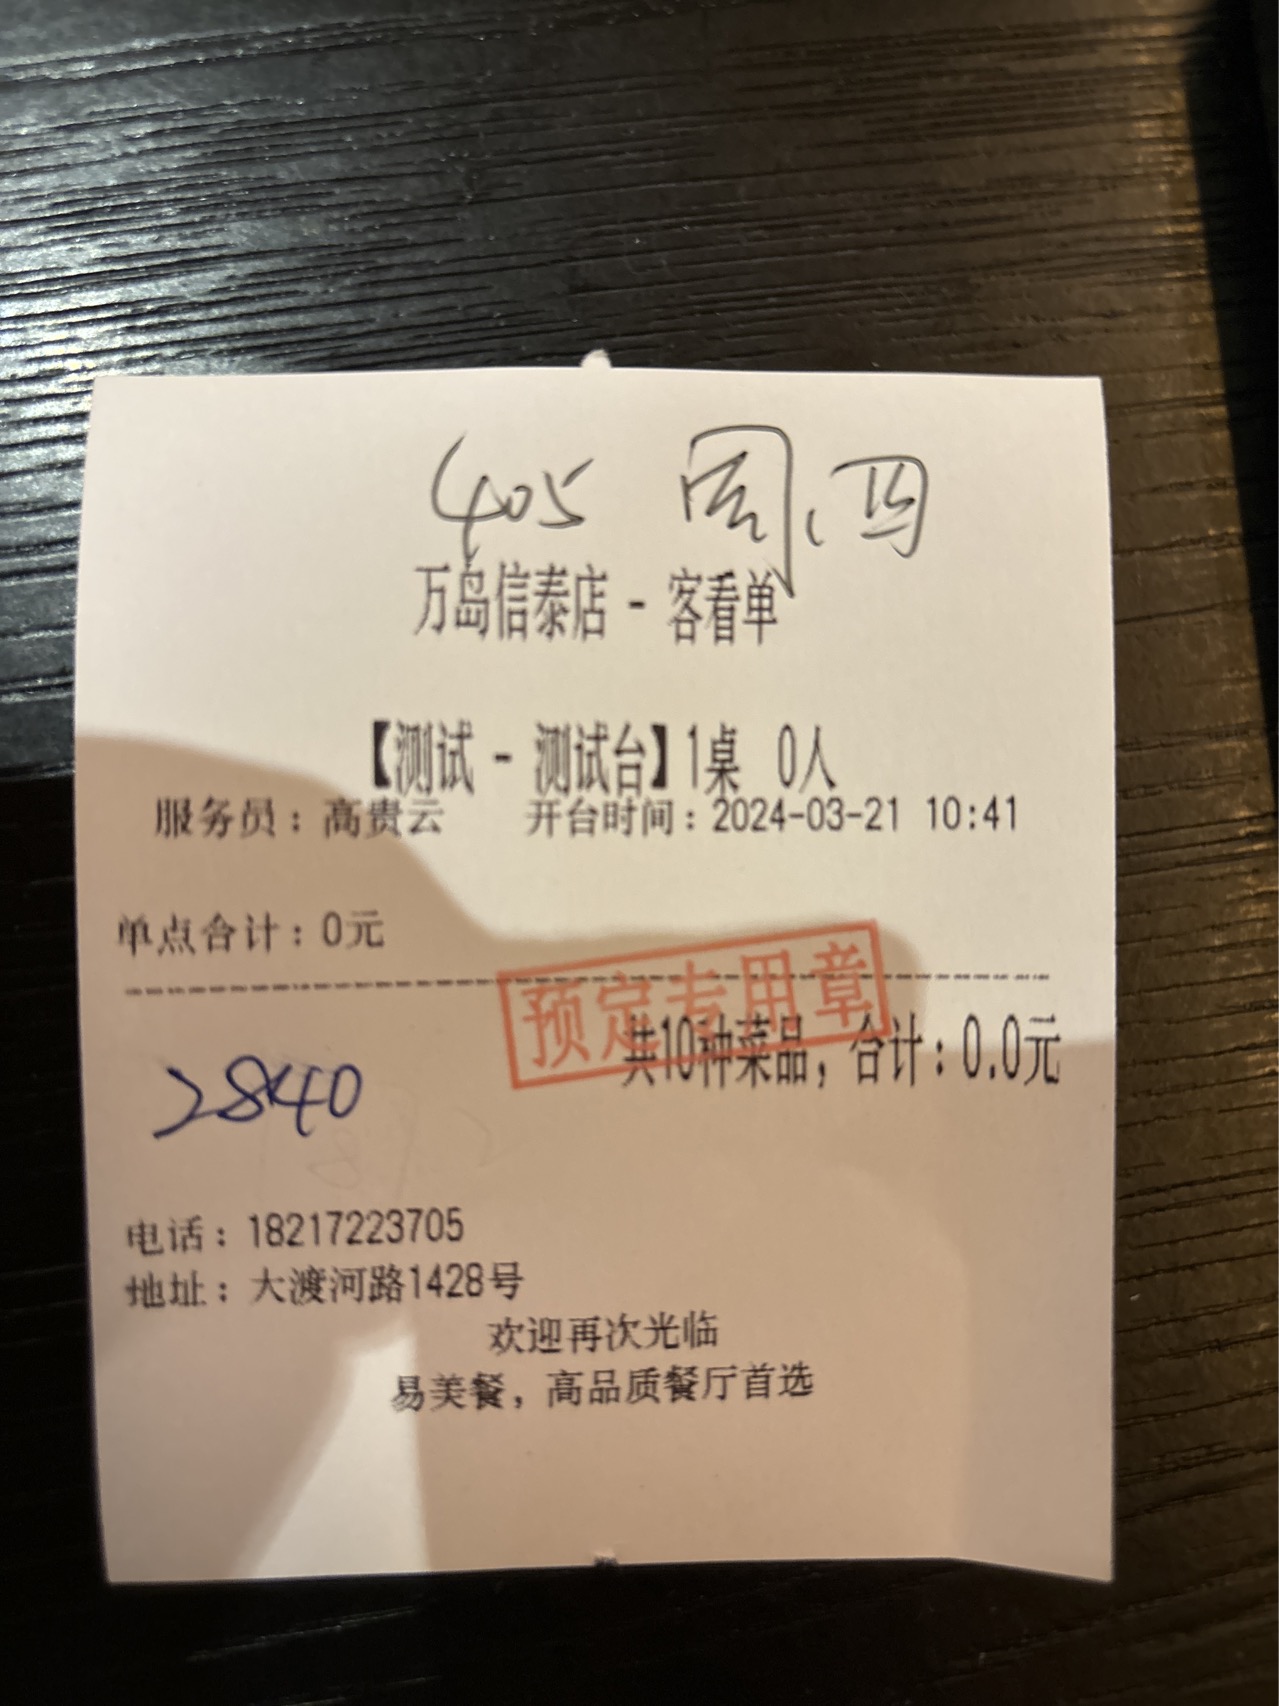 405 周、四
万岛信泰店 - 客看单
【测试 - 测试台】1桌 0人
服务员：高贵云 开台时间：2024-03-21 10:41
单点合计：0元
预定专用章
共10种菜品，合计：0.0元
2840
电话：18217223705
地址：大渡河路1428号
欢迎再次光临
易美餐，高品质餐厅首选